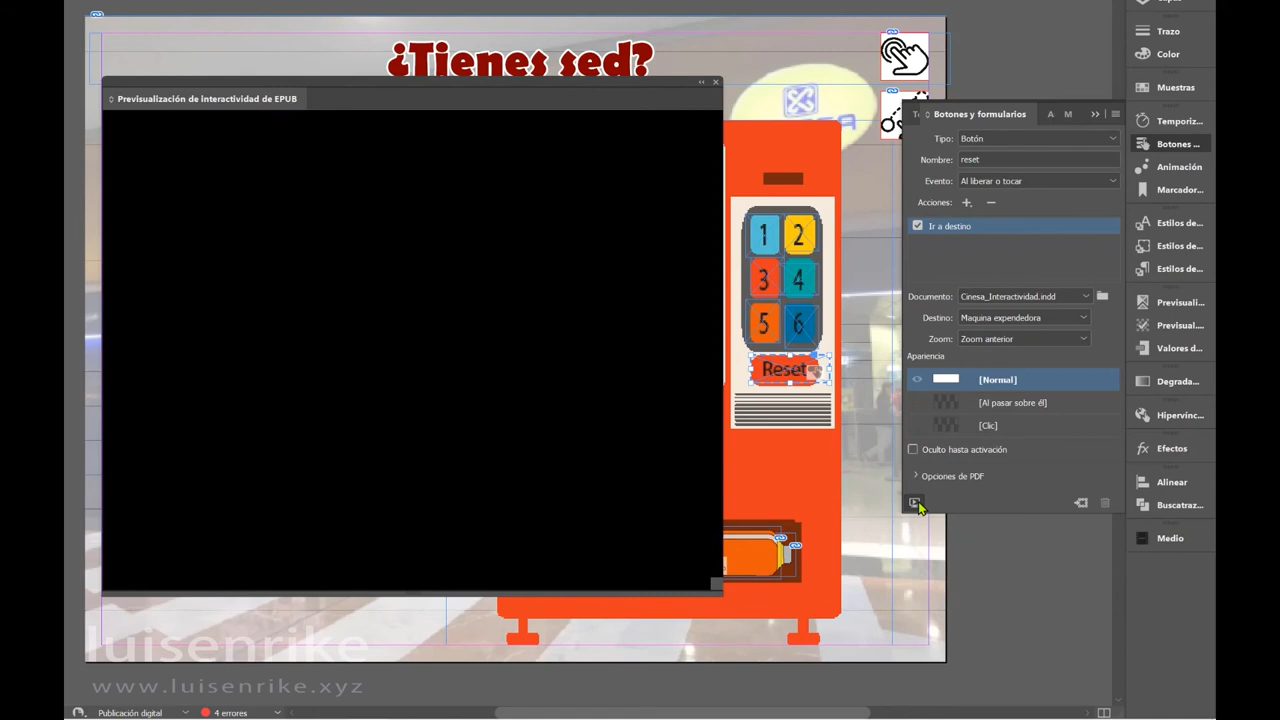 ¿Tienes sed?
Previsualización de interactividad de EPUB
Botones y formularios
A
M
Tipo:
Botón
Nombre:
reset
Evento:
Al liberar o tocar
Acciones:
Ir a destino
Documento:
Cinesa_Interactividad.indd
Destino:
Maquina expendedora
Zoom:
Zoom anterior
Apariencia
[Normal]
[Al pasar sobre él]
[Clic]
Oculto hasta activación
Opciones de PDF
1
2
3
4
5
6
Reset
Trazo
Color
Muestras
Temporiz...
Botones ...
Animación
Marcador...
Estilos de...
Estilos de...
Estilos de...
Previsuali...
Previsual...
Valores d...
Degrada...
Hipervínc...
Efectos
Alinear
Buscatraz...
Medio
luisenrike
www.luisenrike.xyz
Publicación digital
4 errores